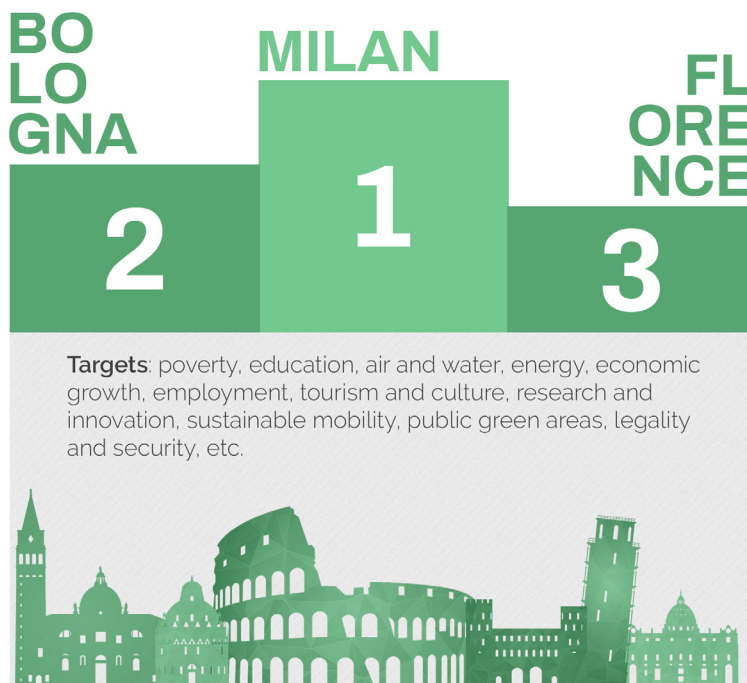 BO
LO
GNA
MILAN
FL
ORE
NCE
2
1
3
Targets: poverty, education, air and water, energy, economic
growth, employment, tourism and culture, research and
innovation, sustainable mobility, public green areas, legality
and security, etc.